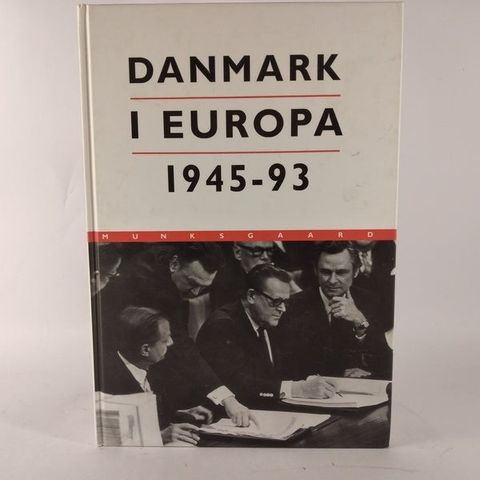 DANMARK
I EUROPA
1945-93
MUNKSGAARD